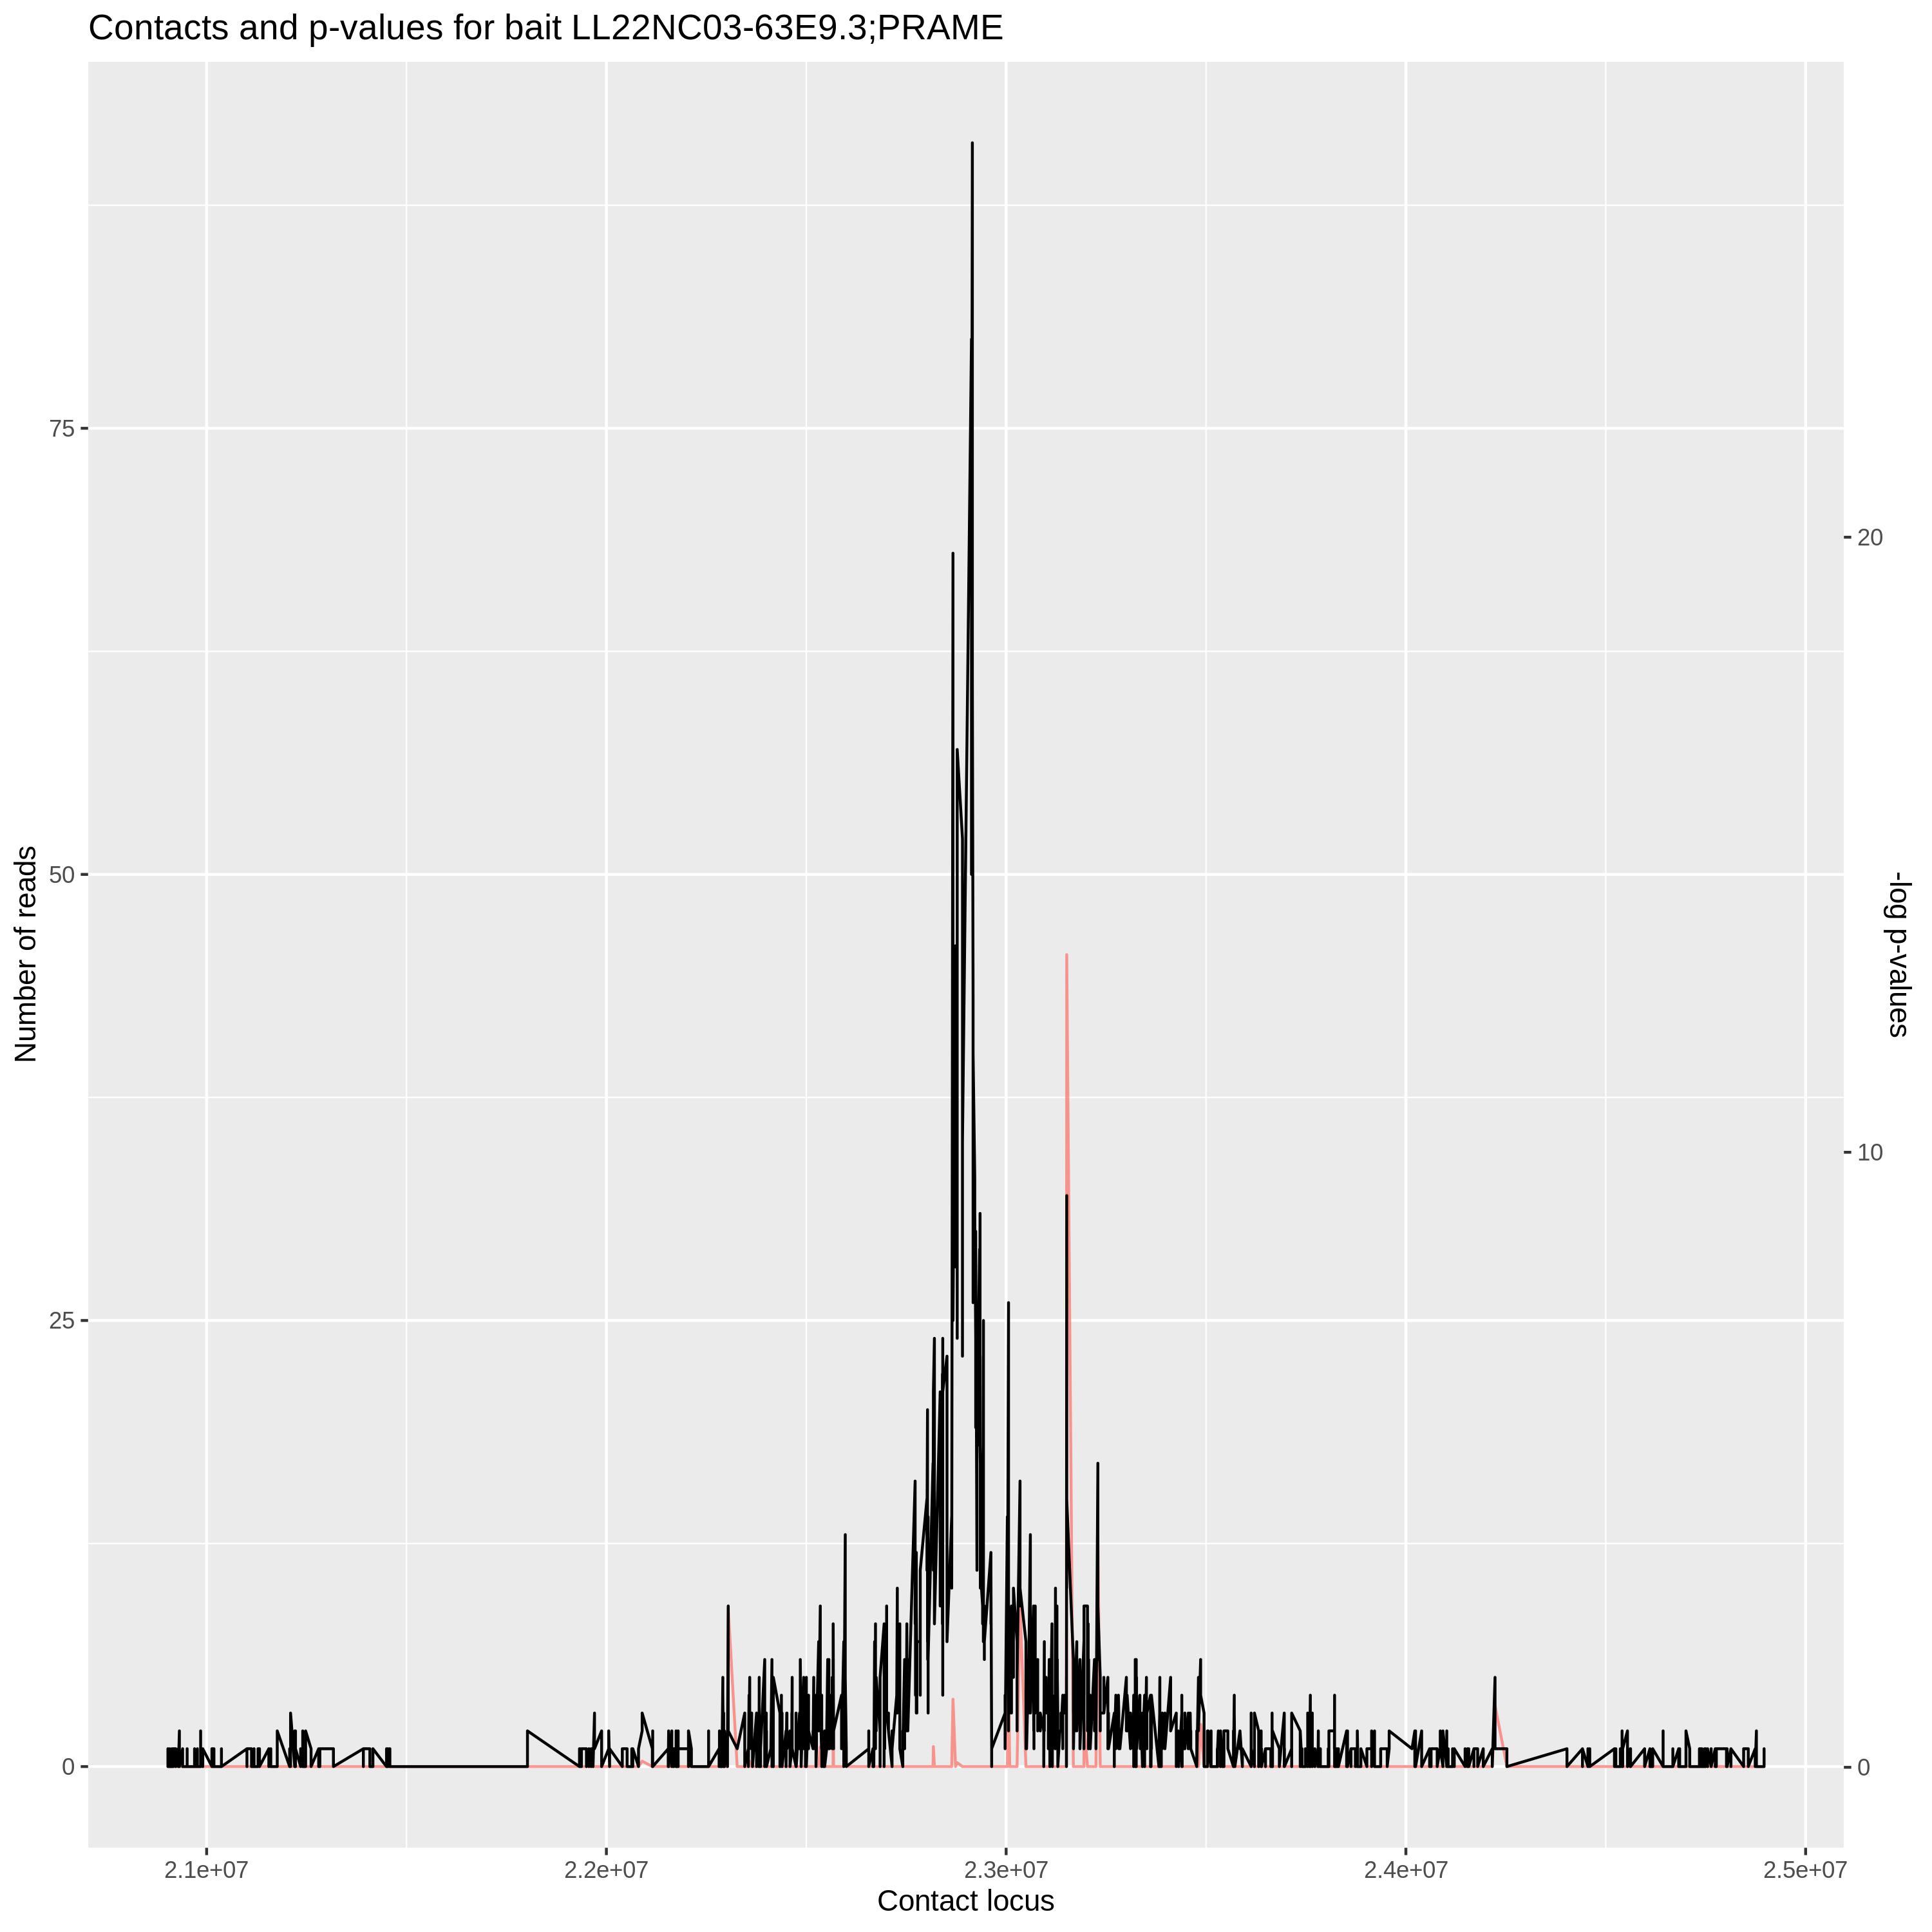 Contacts and p-values for bait LL22NC03-63E9.3;PRAME
75
50
25
0
Number of reads
20
10
0
-log p-values
2.1e+07
2.2e+07
2.3e+07
2.4e+07
2.5e+07
Contact locus